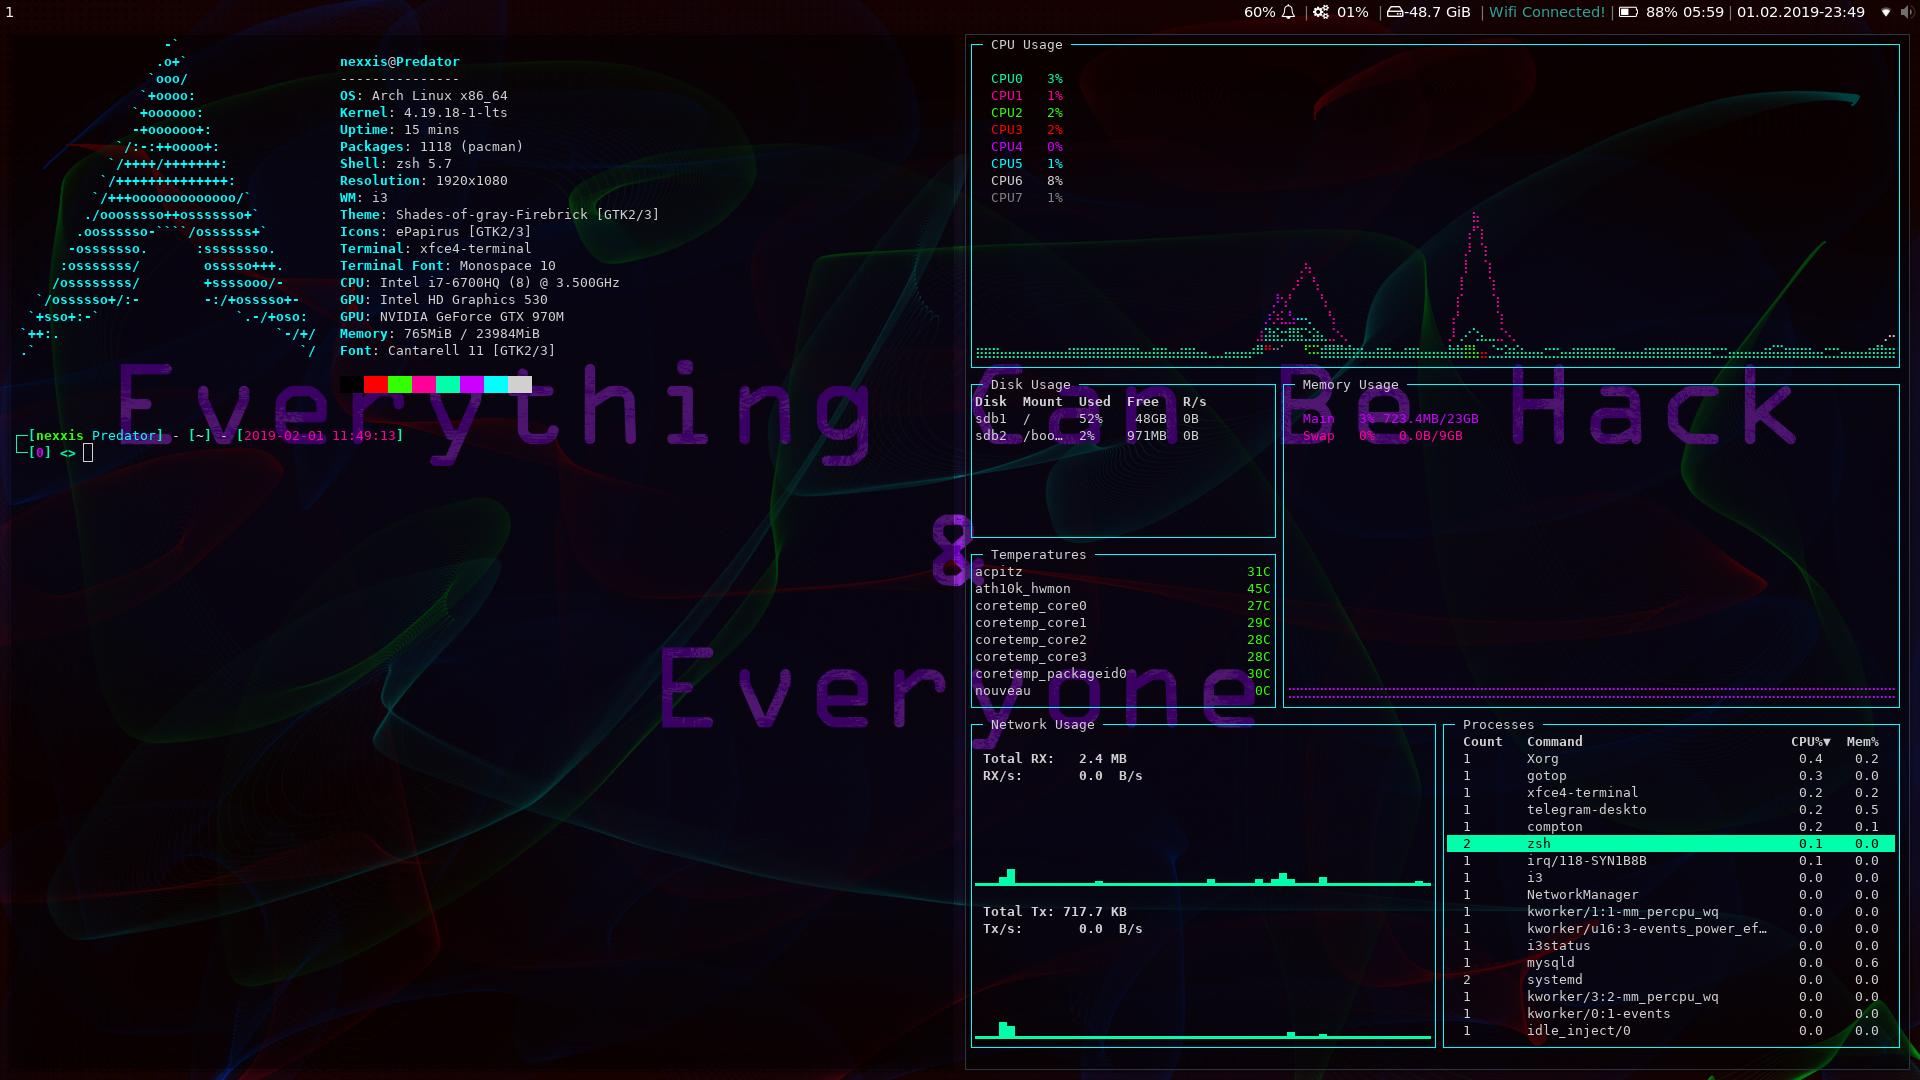 1
60% | 01% | -48.7 GiB | Wifi Connected! | 88% 05:59 | 01.02.2019-23:49
-`
.o+`
`ooo/
`+oooo:
`+oooooo:
-+oooooo+:
`/:-:++oooo+:
`/++++/+++++++:
`/++++++++++++++:
`/+++ooooooooooooo/`
./ooosssso++osssssso+`
.oossssso-````/ossssss+`
-osssssso. :ssssssso.
:osssssss/ osssso+++.
/ossssssss/ +ssssooo/-
`/ossssso+/:- -:/+osssso+-
`+sso+:-` `.-/+oso:
`++:. `-/+/
.` `/
nexxis@Predator
---------------
OS: Arch Linux x86_64
Kernel: 4.19.18-1-lts
Uptime: 15 mins
Packages: 1118 (pacman)
Shell: zsh 5.7
Resolution: 1920x1080
WM: i3
Theme: Shades-of-gray-Firebrick [GTK2/3]
Icons: ePapirus [GTK2/3]
Terminal: xfce4-terminal
Terminal Font: Monospace 10
CPU: Intel i7-6700HQ (8) @ 3.500GHz
GPU: Intel HD Graphics 530
GPU: NVIDIA GeForce GTX 970M
Memory: 765MiB / 23984MiB
Font: Cantarell 11 [GTK2/3]
[nexxis Predator] - [~] - [2019-02-01 11:49:13]
[0] <>
Everything Can Be Hack
&
Everyone
CPU Usage
CPU0 3%
CPU1 1%
CPU2 2%
CPU3 2%
CPU4 0%
CPU5 1%
CPU6 8%
CPU7 1%
Disk Usage
Disk Mount Used Free R/s
sdb1 / 52% 48GB 0B
sdb2 /boo… 2% 971MB 0B
Memory Usage
Main 3% 723.4MB/23GB
Swap 0% 0.0B/9GB
Temperatures
acpitz 31C
ath10k_hwmon 45C
coretemp_core0 27C
coretemp_core1 29C
coretemp_core2 28C
coretemp_core3 28C
coretemp_packageid0 30C
nouveau 0C
Network Usage
Total RX: 2.4 MB
RX/s: 0.0 B/s
Total Tx: 717.7 KB
Tx/s: 0.0 B/s
Processes
Count Command CPU%▼ Mem%
1 Xorg 0.4 0.2
1 gotop 0.3 0.0
1 xfce4-terminal 0.2 0.2
1 telegram-deskto 0.2 0.5
1 compton 0.2 0.1
2 zsh 0.1 0.0
1 irq/118-SYN1B8B 0.1 0.0
1 i3 0.0 0.0
1 NetworkManager 0.0 0.0
1 kworker/1:1-mm_percpu_wq 0.0 0.0
1 kworker/u16:3-events_power_ef… 0.0 0.0
1 i3status 0.0 0.0
1 mysqld 0.0 0.6
2 systemd 0.0 0.0
1 kworker/3:2-mm_percpu_wq 0.0 0.0
1 kworker/0:1-events 0.0 0.0
1 idle_inject/0 0.0 0.0